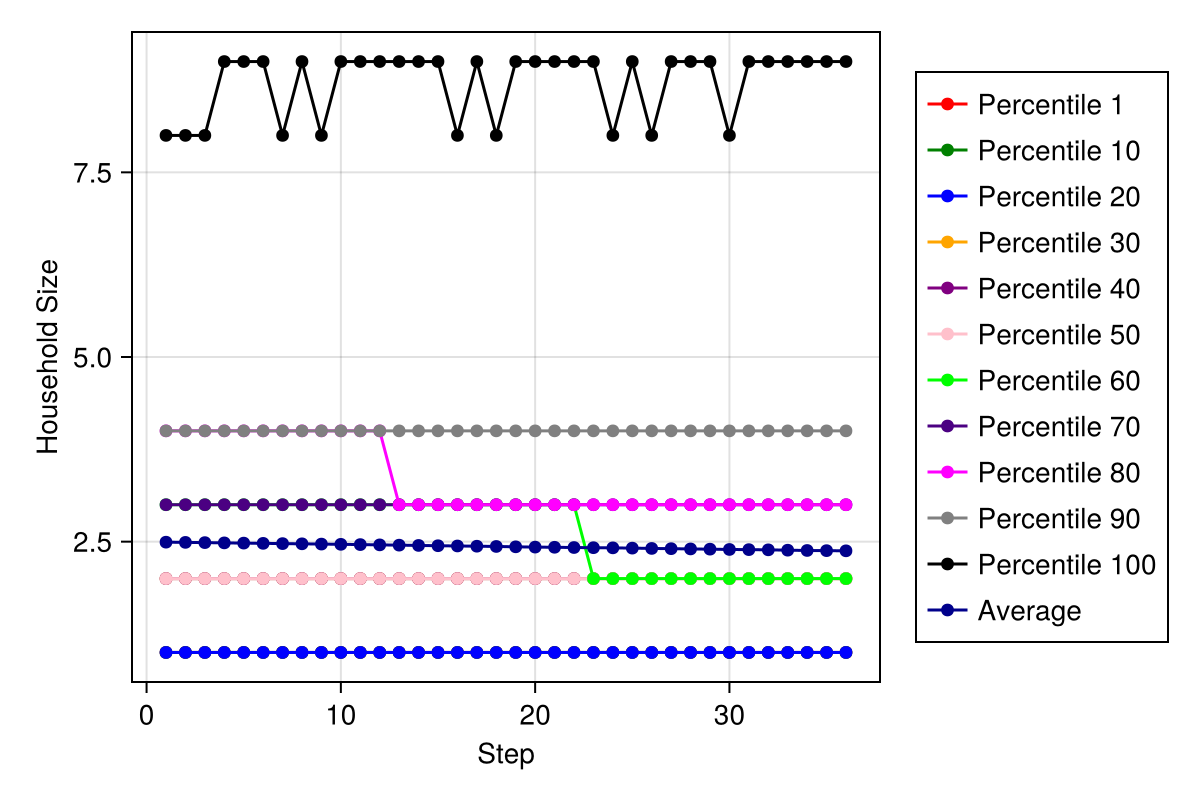 7.5
5.0
2.5
Household Size
0
10
20
30
Step
Percentile 1
Percentile 10
Percentile 20
Percentile 30
Percentile 40
Percentile 50
Percentile 60
Percentile 70
Percentile 80
Percentile 90
Percentile 100
Average